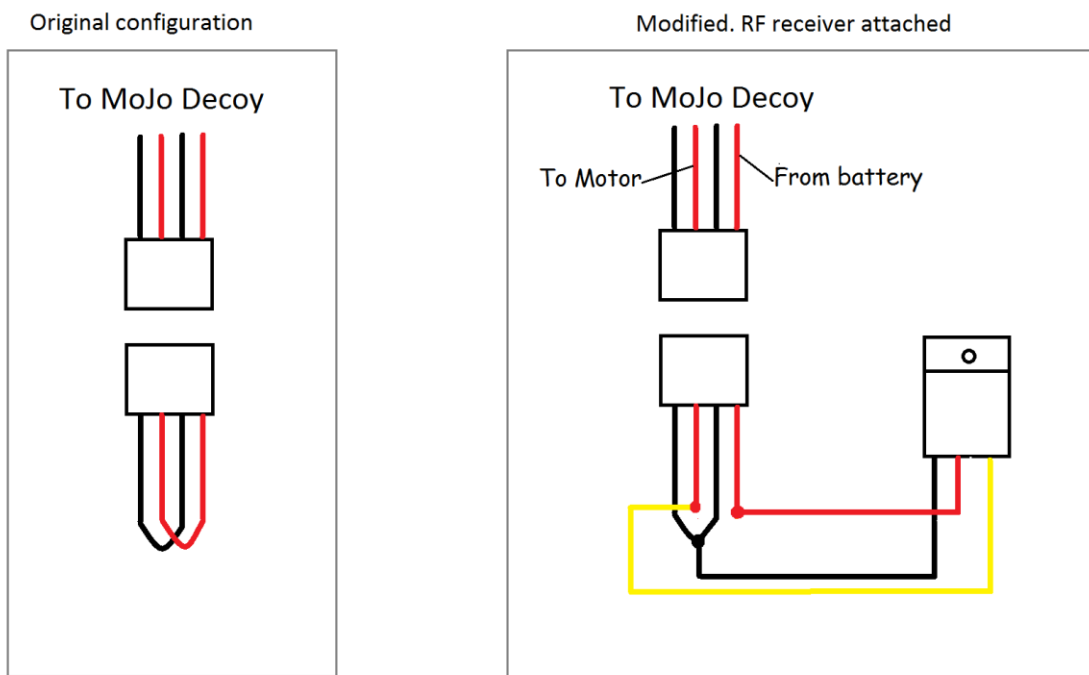 Original configuration
To MoJo Decoy
Modified. RF receiver attached
To MoJo Decoy
To Motor
From battery